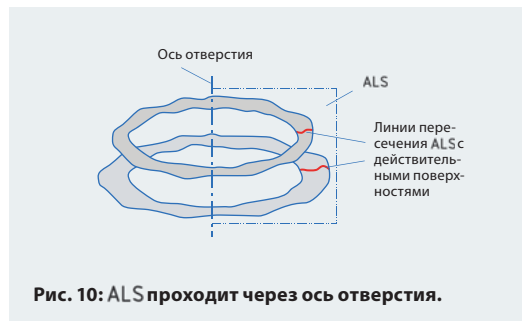 Ось отверстия
ALS
Линии пере-
сечения ALS с
действитель-
ными поверх-
ностями
Рис. 10: ALS проходит через ось отверстия.